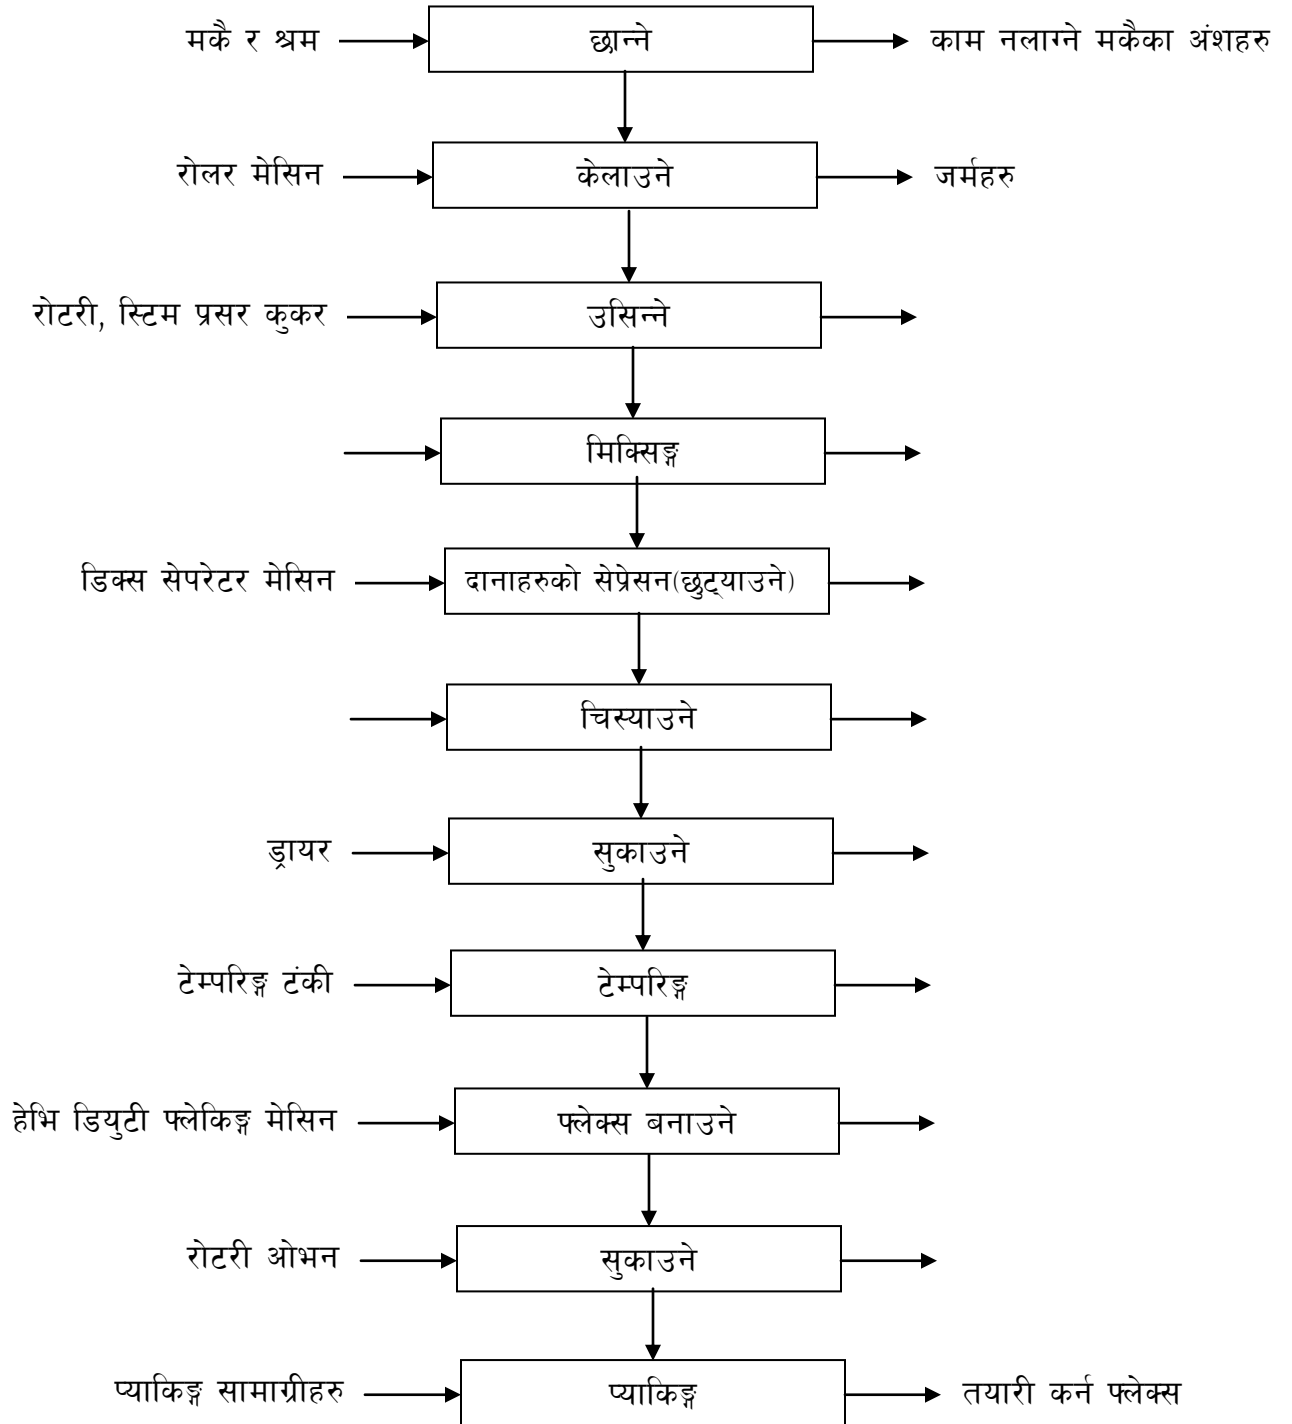 मकै र श्रम छान्ने काम नलाग्ने मकैका अंशहरु
रोलर मेसिन केलाउने जर्महरु
रोटरी, स्टिम प्रसर कुकर उसिन्ने
मिक्सिङ्ग
डिक्स सेपरेटर मेसिन दानाहरुको सेप्रेसन(छुट्याउने)
चिस्याउने
ड्रायर सुकाउने
टेम्परिङ्ग टंकी टेम्परिङ्ग
हेभि डियुटी फ्लेकिङ्ग मेसिन फ्लेक्स बनाउने
रोटरी ओभन सुकाउने
प्याकिङ्ग सामाग्रीहरु प्याकिङ्ग तयारी कर्न फ्लेक्स